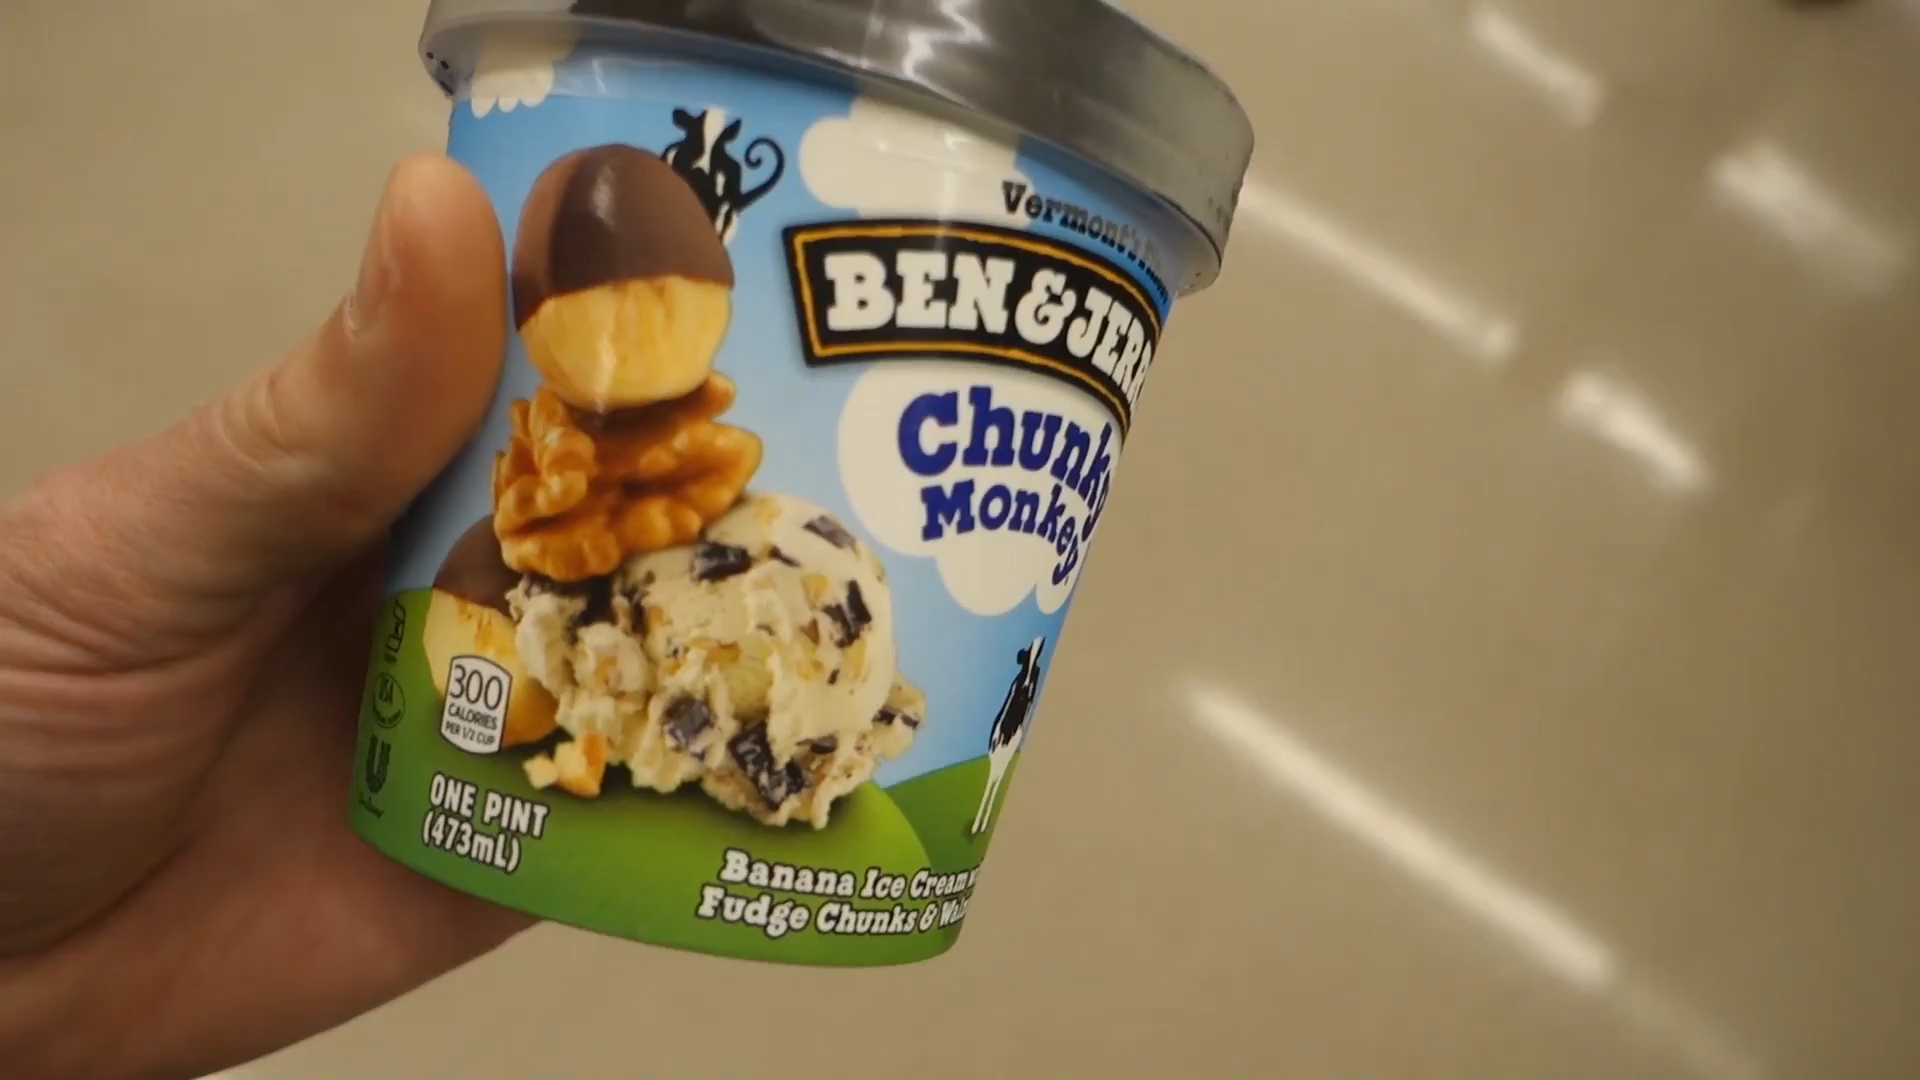 Vermont's
BEN & JERR
Chunky
Monkey
300
CALORIES
PER 1/2 CUP
ONE PINT
(473mL)
Banana Ice Cream
Fudge Chunks &